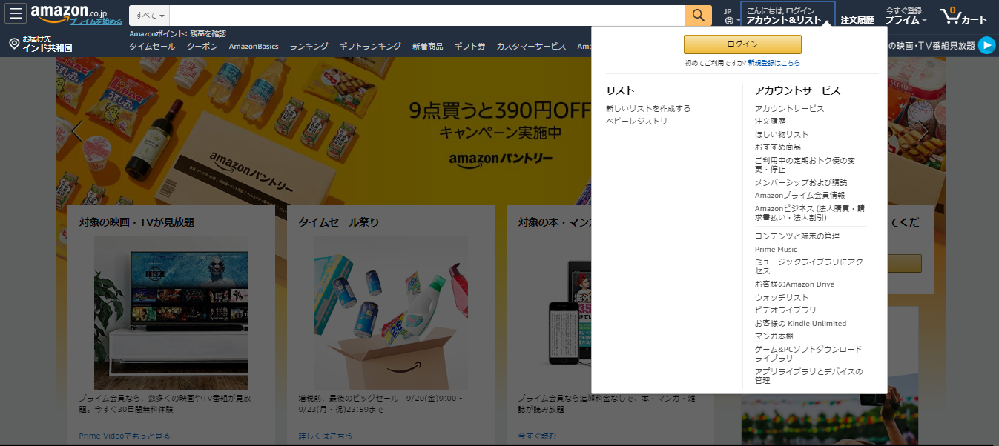 amazon.co.jp
プライムを始める
すべて
JP
こんにちは, ログイン
アカウント&リスト
注文履歴
今すぐ登録
プライム
0
カート
お届け先
インド共和国
Amazonポイント: 残高を確認
タイムセール クーポン AmazonBasics ランキング ギフトランキング 新着商品 ギフト券 カスタマーサービス Ama
の映画・TV番組見放題
ログイン
初めてご利用ですか? 新規登録はこちら
リスト
新しいリストを作成する
ベビーレジストリ
アカウントサービス
アカウントサービス
注文履歴
ほしい物リスト
おすすめ商品
ご利用中の定期おトク便の変
更・停止
メンバーシップおよび購読
Amazonプライム会員情報
Amazonビジネス (法人購買・請
求書払い・法人割引)
コンテンツと端末の管理
Prime Music
ミュージックライブラリにアク
セス
お客様のAmazon Drive
ウォッチリスト
ビデオライブラリ
お客様の Kindle Unlimited
マンガ本棚
ゲーム&PCソフトダウンロード
ライブラリ
アプリライブラリとデバイスの
管理
9点買うと390円OFF
キャンペーン実施中
amazonパントリー
amazonパントリー
うすしお
対象の映画・TVが見放題
FREEZE
プライム会員なら、数多くの映画やTV番組が見放
題。今すぐ30日間無料体験
Prime Videoでもっと見る
タイムセール祭り
増税前、最後のビッグセール 9/20(金)9:00 -
9/23(月・祝)23:59まで
詳しくはこちら
対象の本・マン
海外
35
プライム会員なら追加料金なしで、本・マンガ・雑
誌が読み放題
今すぐ読む
てくだ